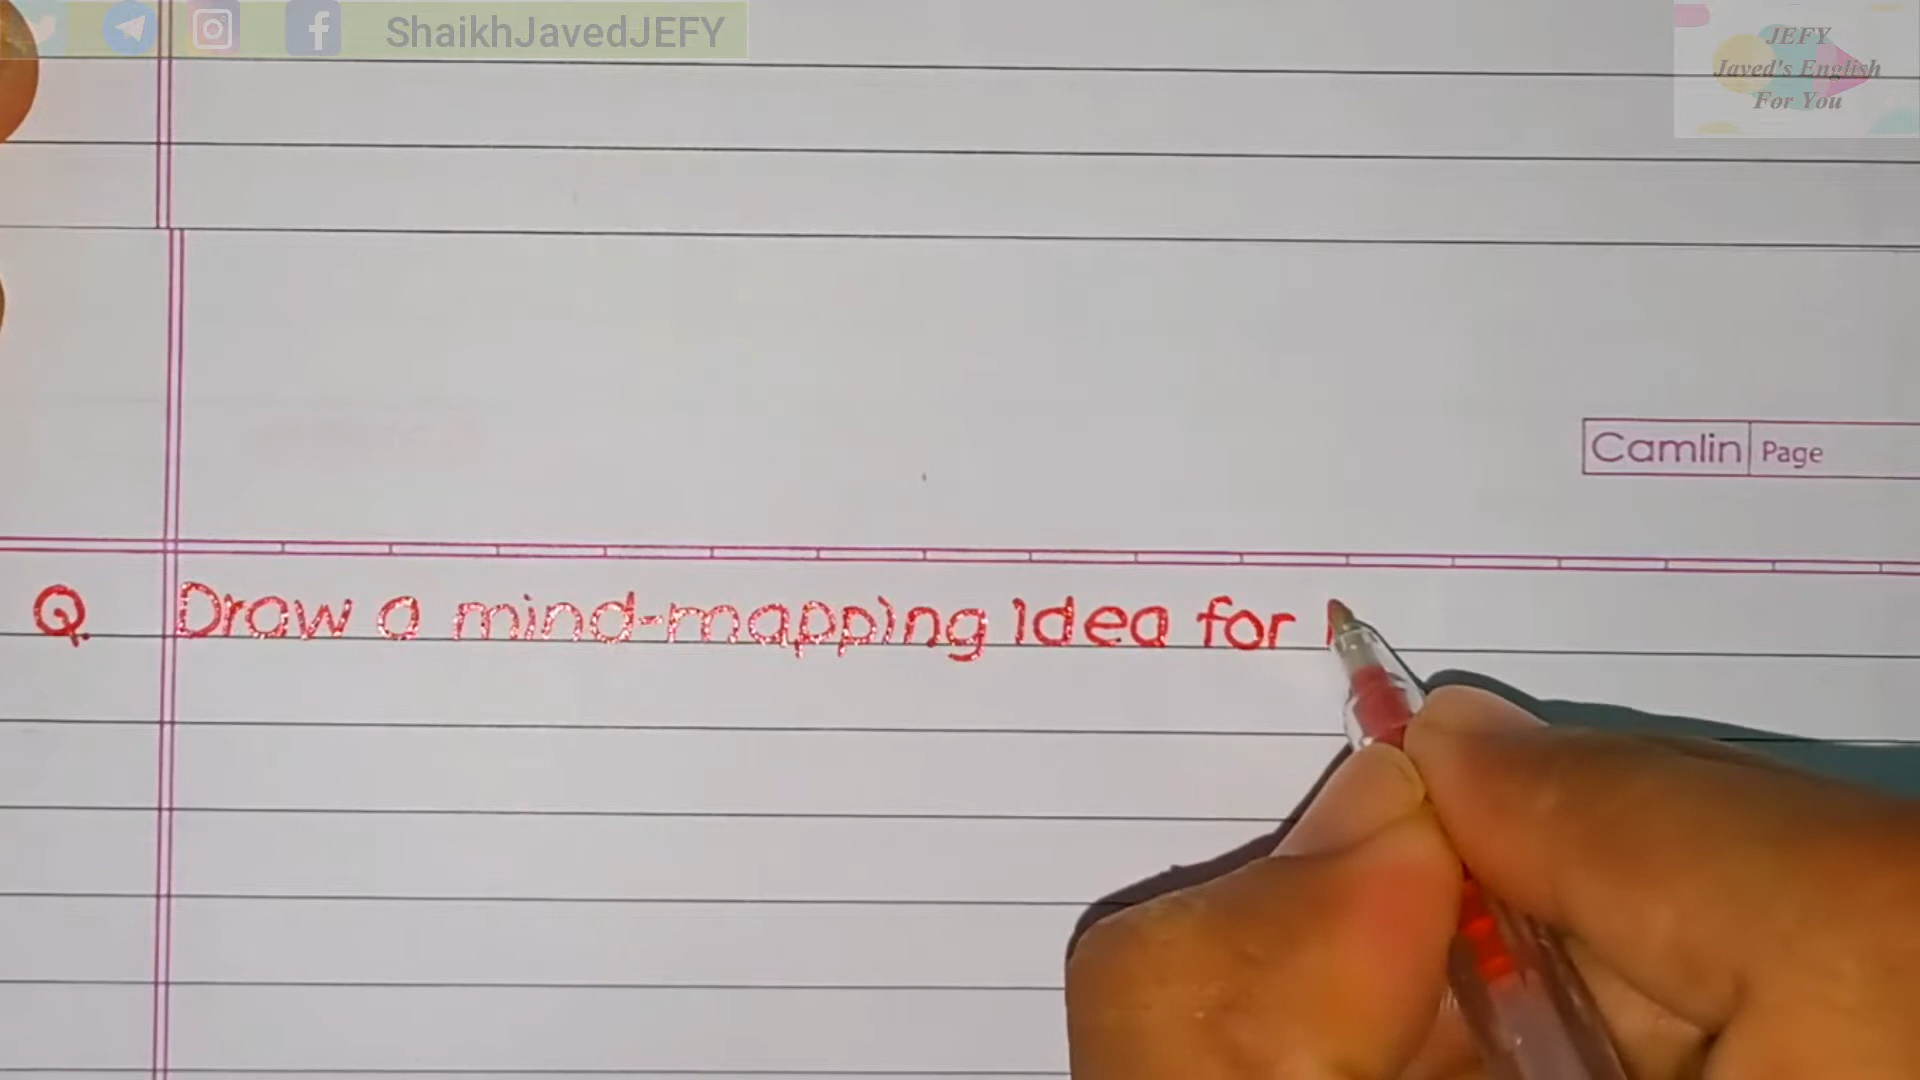 ShaikhJavedJEFY
JEFY
Javed's English
For You
Camlin Page
Q. Draw a mind-mapping idea for